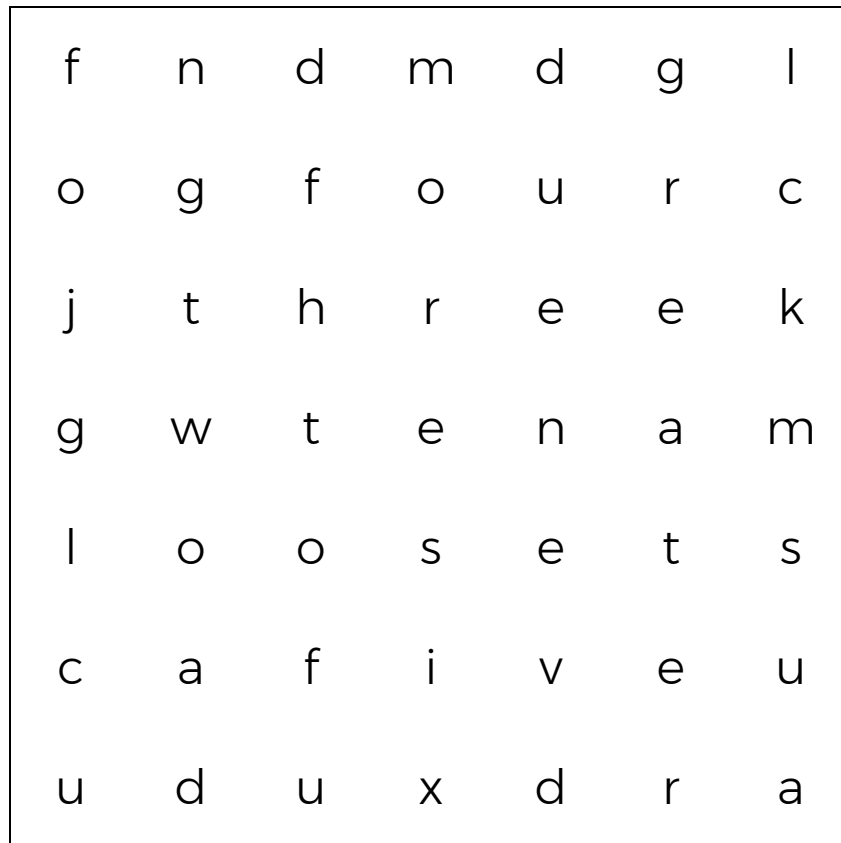 f n d m d g l
o g f o u r c
j t h r e e k
g w t e n a m
l o o s e t s
c a f i v e u
u d u x d r a